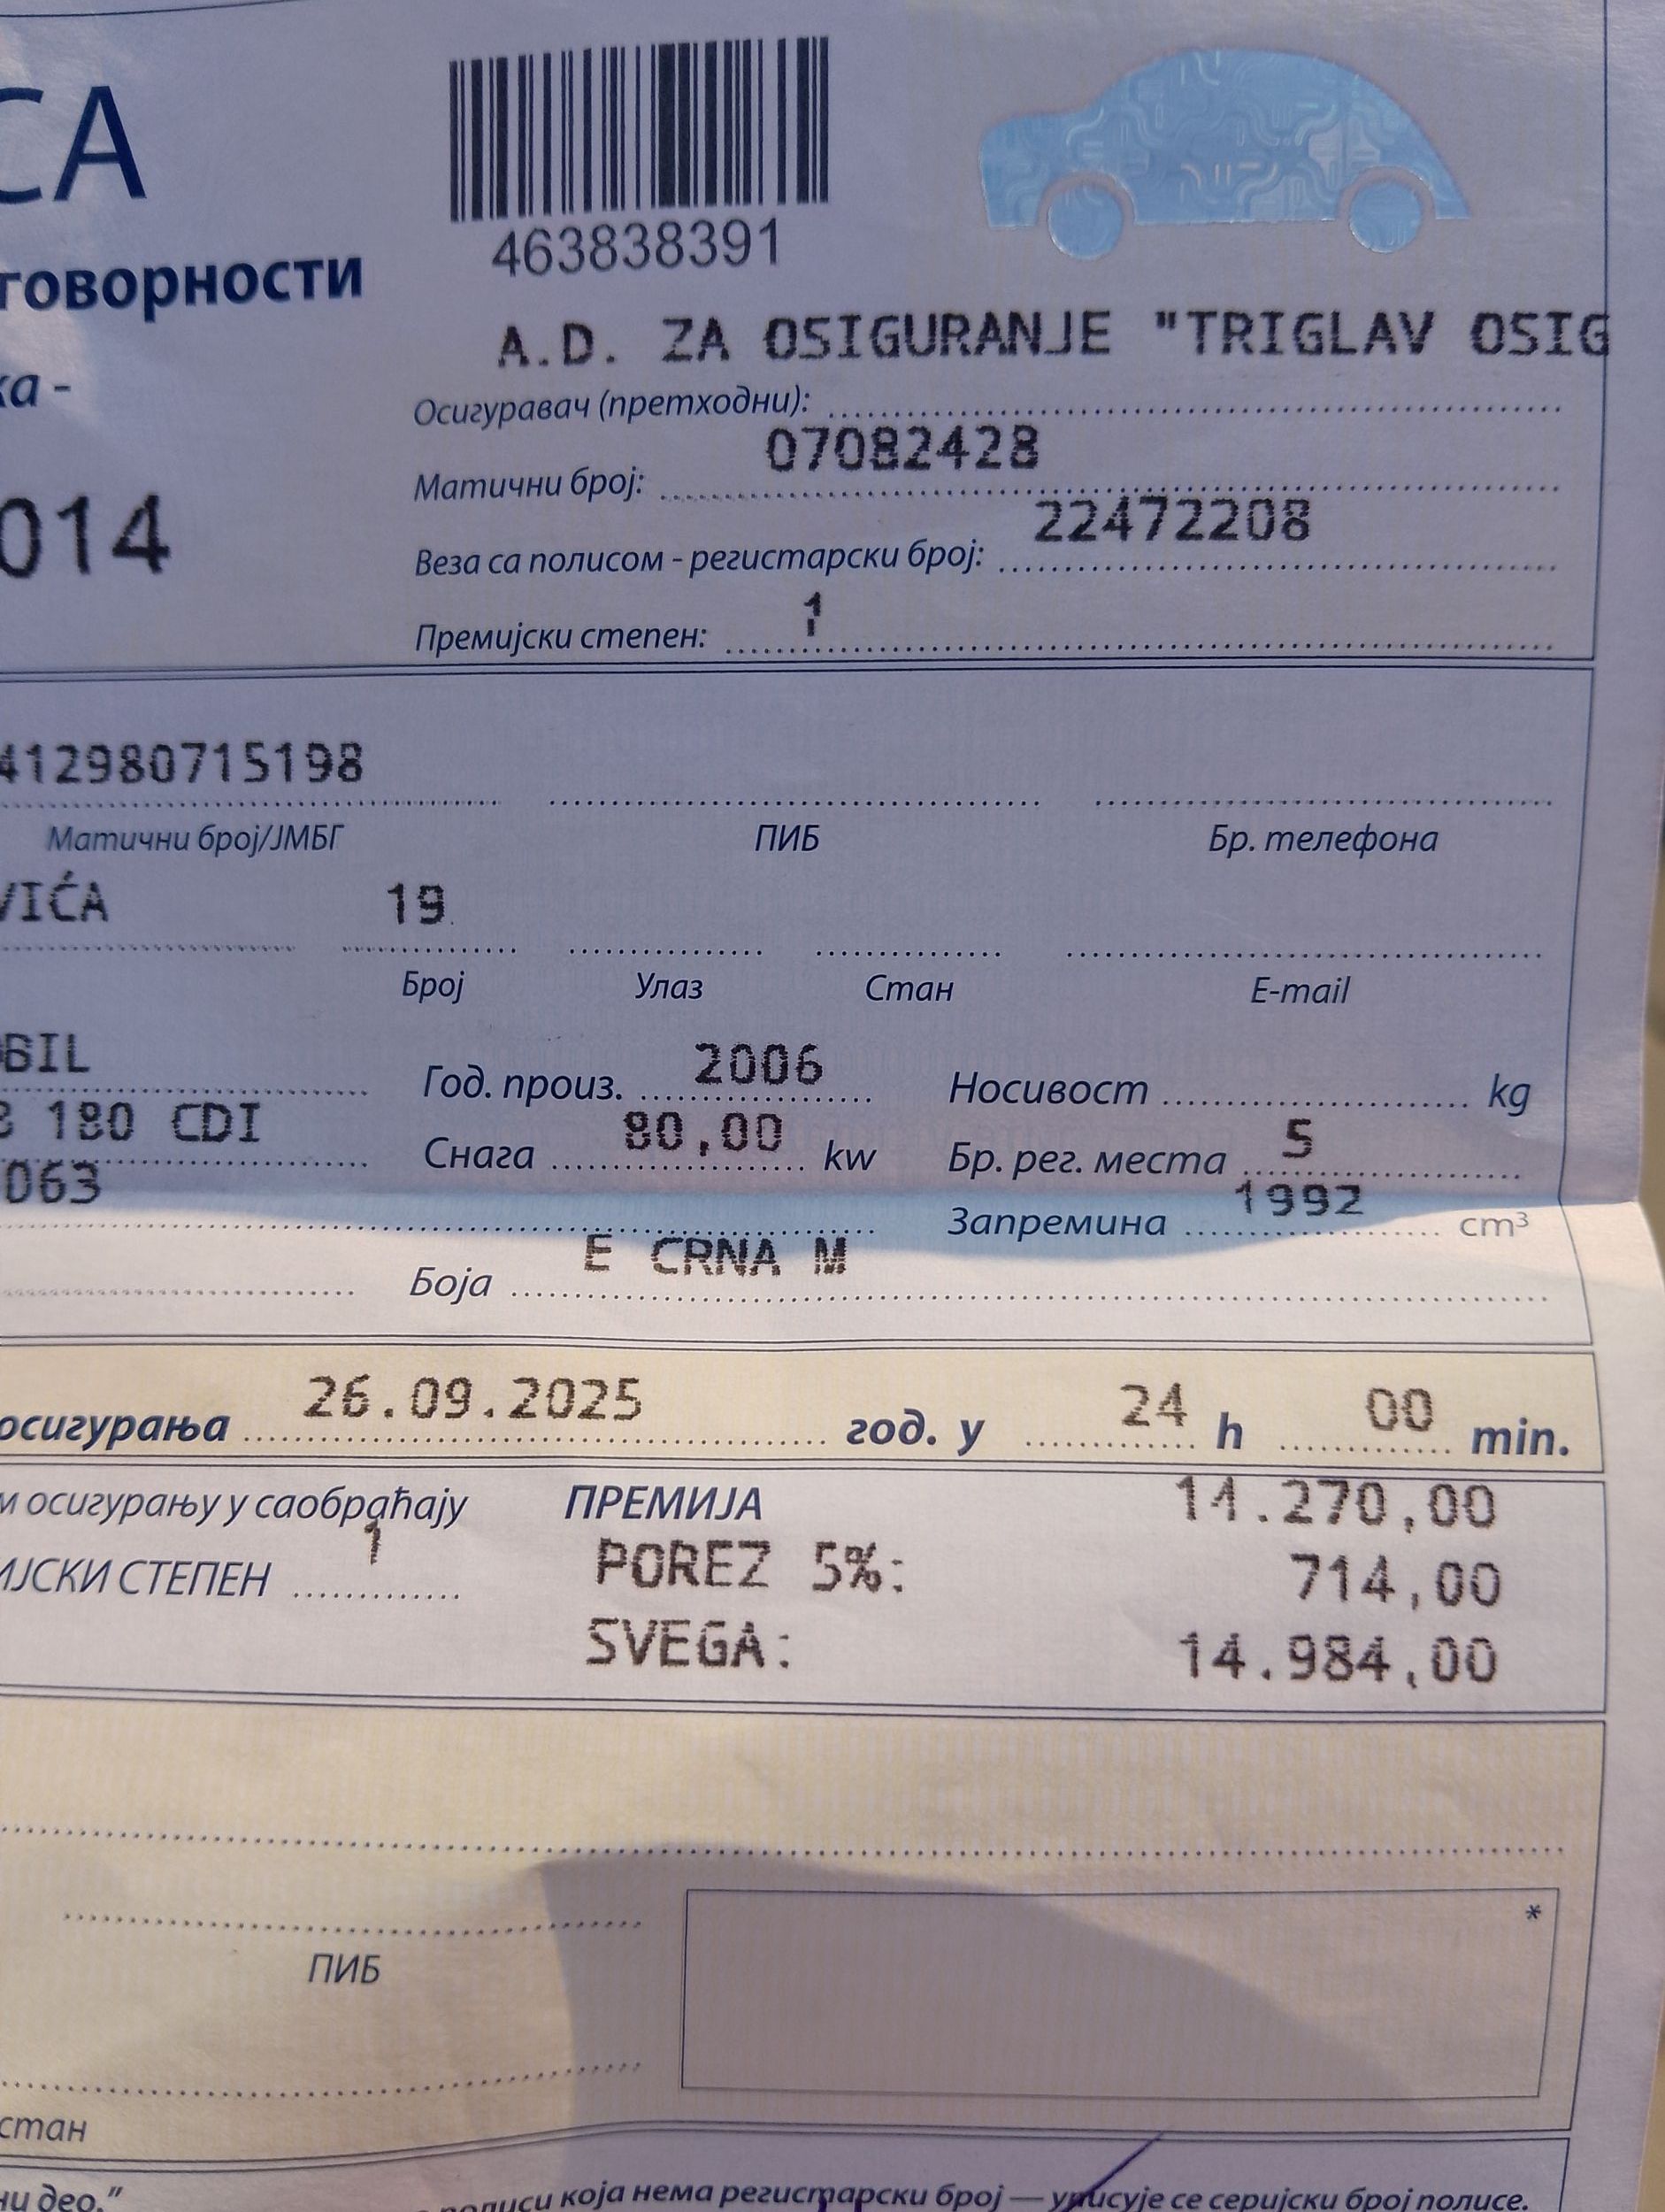 СА
463838391
говорности
A.D. ZA OSIGURANJE "TRIGLAV OSIG
ка -
Осигуравач (претходни):
07082428
Матични број:
014
22472208
Веза са полисом - регистарски број:
1
Премијски степен:
412980715198
Матични број/ЈМБГ ПИБ Бр. телефона
VIĆA 19
Број Улаз Стан E-mail
BIL Год. произ. 2006 Носивост kg
180 CDI Снага 80,00 kw Бр. рег. места 5
063 Запремина 1992 cm³
Боја E CRNA M
осигурања 26.09.2025 год. у 24 h 00 min.
м осигурању у саобраћају ПРЕМИЈА 14.270,00
ИЈСКИ СТЕПЕН 1 POREZ 5%: 714,00
SVEGA: 14.984,00
*
ПИБ
стан
ни део."
полиси која нема регистарски број — уписује се серијски број полисе.